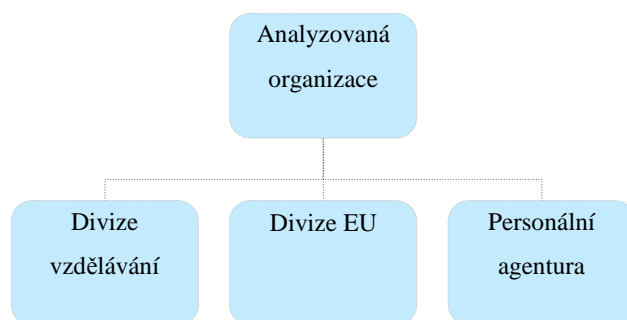 Analyzovaná
organizace
Divize
vzdělávání
Divize EU
Personální
agentura